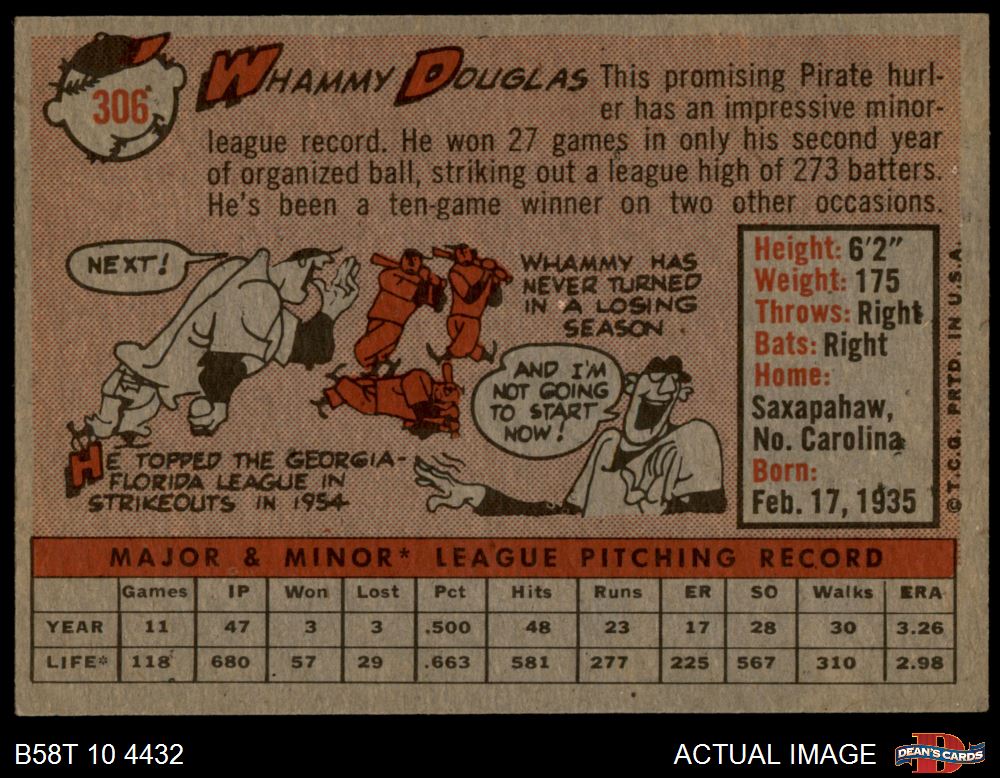 306
WHAMMY DOUGLAS This promising Pirate hurl-
er has an impressive minor-
league record. He won 27 games in only his second year
of organized ball, striking out a league high of 273 batters.
He's been a ten-game winner on two other occasions.
NEXT!
WHAMMY HAS
NEVER TURNED
IN A LOSING
SEASON.
AND I'M
NOT GOING
TO START
NOW!
HE TOPPED THE GEORGIA-
FLORIDA LEAGUE IN
STRIKEOUTS IN 1954
Height: 6'2"
Weight: 175
Throws: Right
Bats: Right
Home:
Saxapahaw,
No. Carolina
Born:
Feb. 17, 1935
© T.C.G. PRTD. IN U.S.A.
MAJOR & MINOR* LEAGUE PITCHING RECORD
Games IP Won Lost Pct Hits Runs ER SO Walks ERA
YEAR 11 47 3 3 .500 48 23 17 28 30 3.26
LIFE* 118 680 57 29 .663 581 277 225 567 310 2.98
B58T 10 4432
ACTUAL IMAGE
DEAN'S CARDS